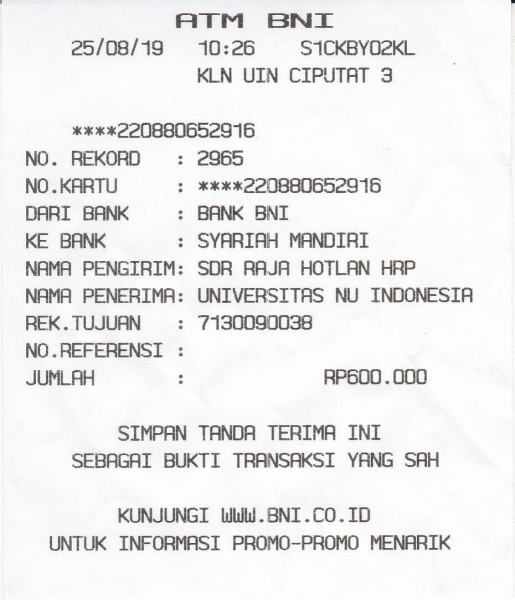 ATM BNI
25/08/19 10:26 S1CKBY02KL
KLN UIN CIPUTAT 3
****220880652916
NO. REKORD : 2965
NO.KARTU : ****220880652916
DARI BANK : BANK BNI
KE BANK : SYARIAH MANDIRI
NAMA PENGIRIM: SDR RAJA HOTLAN HRP
NAMA PENERIMA: UNIVERSITAS NU INDONESIA
REK.TUJUAN : 7130090038
NO.REFERENSI :
JUMLAH : RP600.000
SIMPAN TANDA TERIMA INI
SEBAGAI BUKTI TRANSAKSI YANG SAH
KUNJUNGI WWW.BNI.CO.ID
UNTUK INFORMASI PROMO-PROMO MENARIK